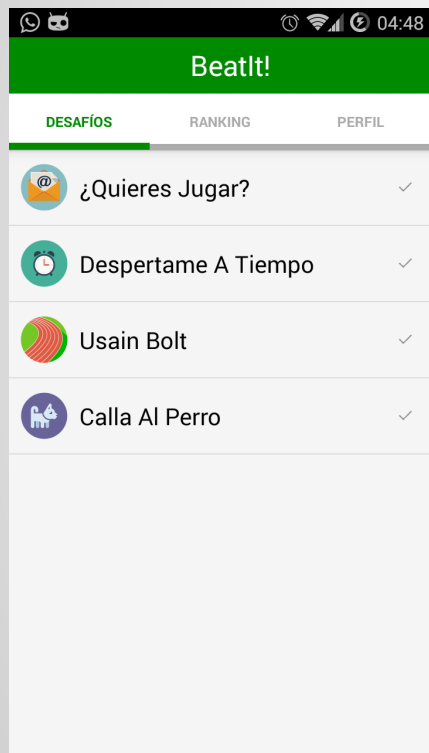 04:48
BeatIt!
DESAFÍOS RANKING PERFIL
@ ¿Quieres Jugar?
Despertame A Tiempo
Usain Bolt
Calla Al Perro